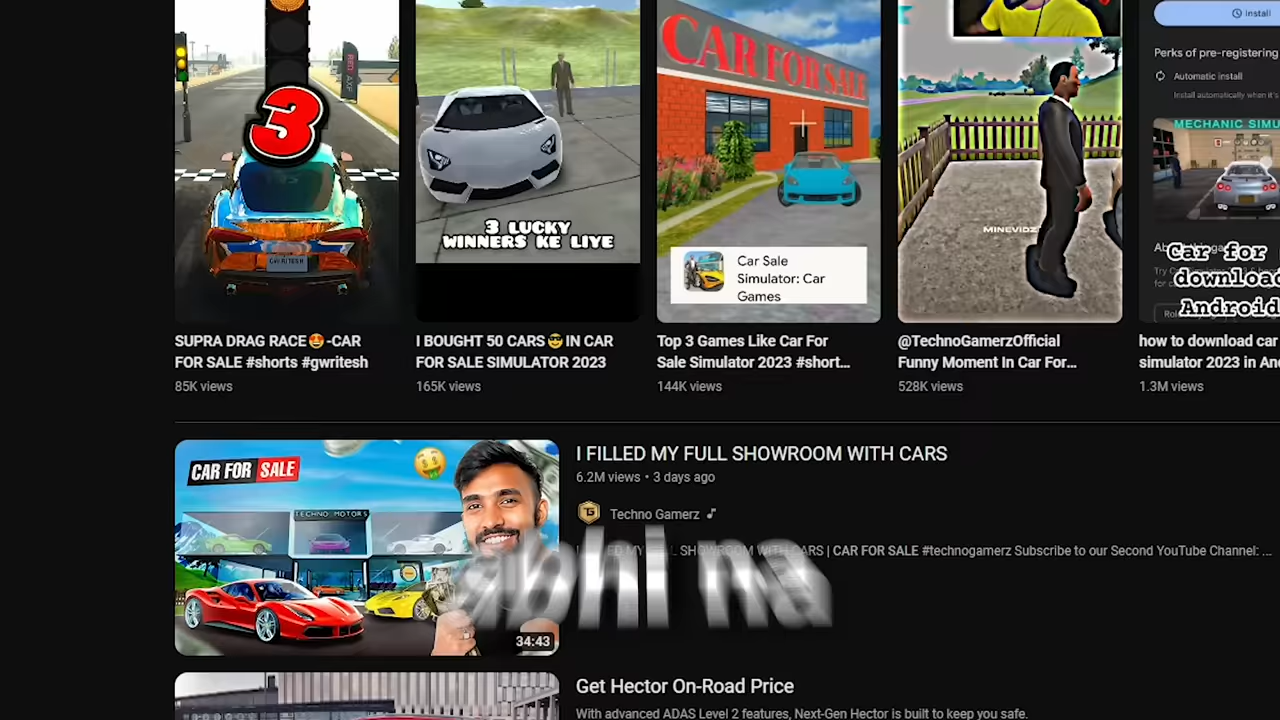 Install
Perks of pre-registering
Automatic install
3
CAR FOR SALE
3 LUCKY
WINNERS KE LIYE
Car Sale
Simulator: Car
Games
MINEVIDZ
MECHANIC SIMU
Car for
download
Android
SUPRA DRAG RACE🤩-CAR
FOR SALE #shorts #gwritesh
85K views
I BOUGHT 50 CARS😎IN CAR
FOR SALE SIMULATOR 2023
165K views
Top 3 Games Like Car For
Sale Simulator 2023 #short...
144K views
@TechnoGamerzOfficial
Funny Moment In Car For...
528K views
how to download car
simulator 2023 in An
1.3M views
CAR FOR SALE
TECHNO MOTORS
34:43
I FILLED MY FULL SHOWROOM WITH CARS
6.2M views • 3 days ago
TG
Techno Gamerz
SHOWROOM WITH CARS | CAR FOR SALE #technogamerz Subscribe to our Second YouTube Channel: ...
abhi na
Get Hector On-Road Price
With advanced ADAS Level 2 features, Next-Gen Hector is built to keep you safe.